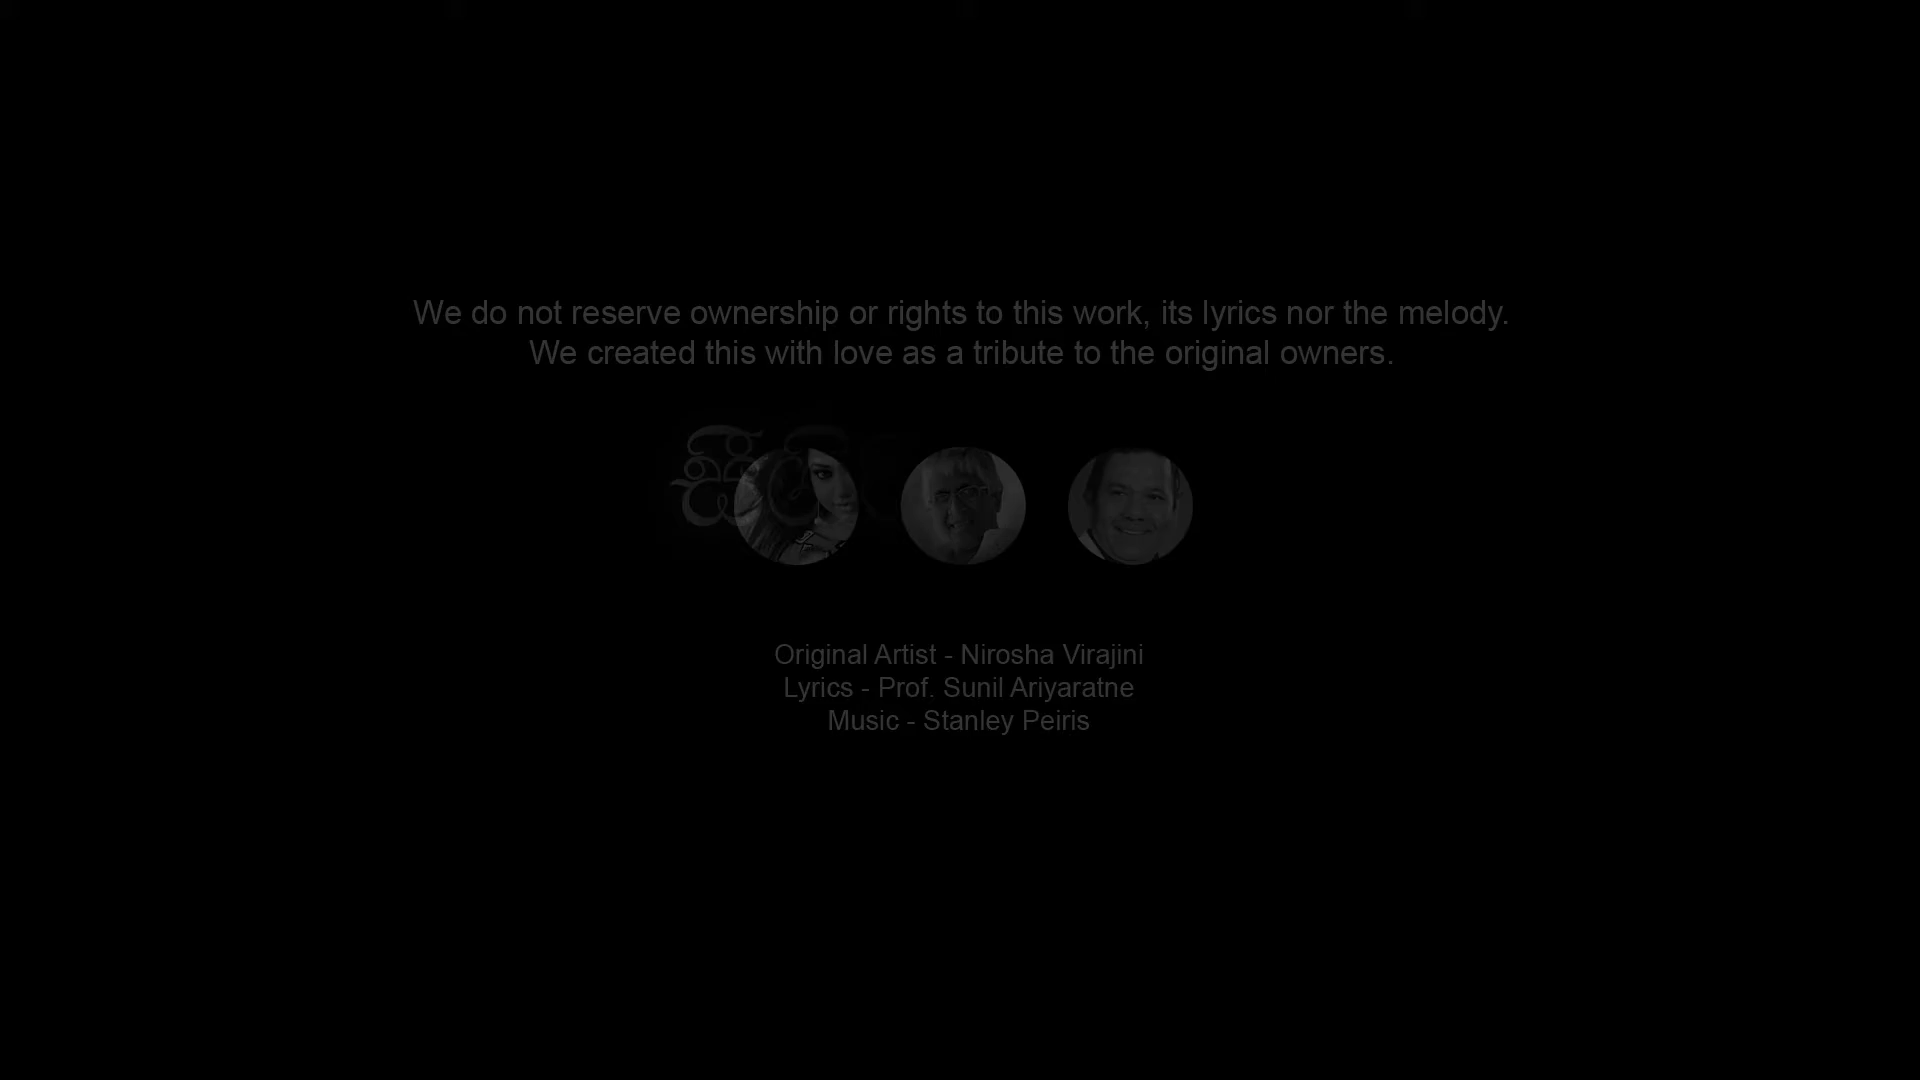 We do not reserve ownership or rights to this work, its lyrics nor the melody.
We created this with love as a tribute to the original owners.
Original Artist - Nirosha Virajini
Lyrics - Prof. Sunil Ariyaratne
Music - Stanley Peiris